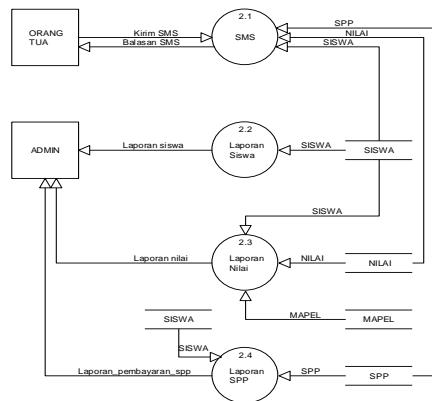 ORANG
TUA
Kirim SMS
Balasan SMS
2.1
SMS
SPP
NILAI
SISWA
ADMIN
Laporan siswa
2.2
Laporan
Siswa
SISWA
SISWA
SISWA
2.3
Laporan
Nilai
Laporan nilai
NILAI
NILAI
SISWA
MAPEL
MAPEL
SISWA
2.4
Laporan
SPP
Laporan_pembayaran_spp
SPP
SPP